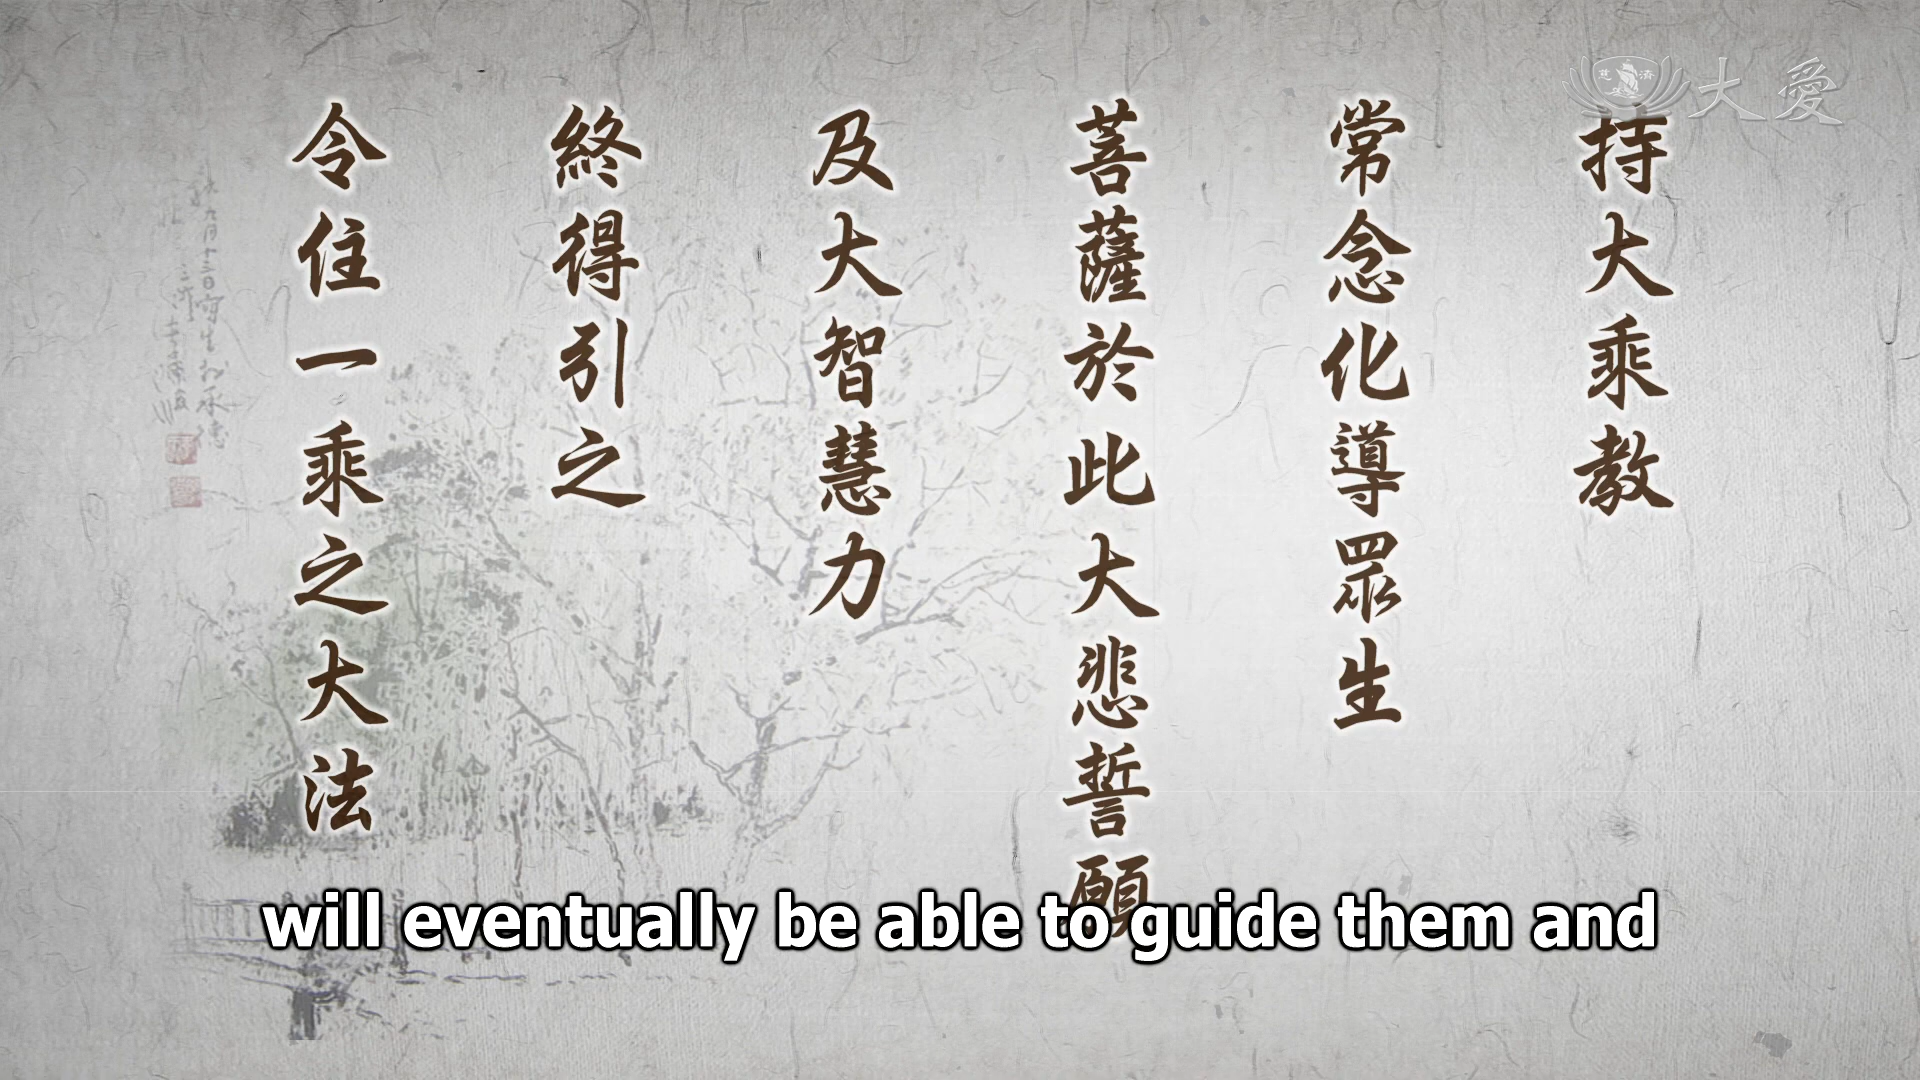 大愛
持大乘教
常念化導眾生
菩薩於此大悲誓願
及大智慧力
終得引之
令住一乘之大法
will eventually be able to guide them and